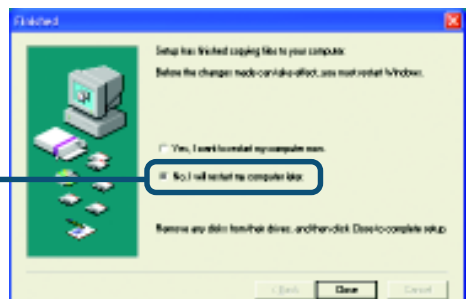 Finished
Setup has finished copying files to your computer.
Before the changes made can take effect, you must restart Windows.
Yes, I want to restart my computer now.
No, I will restart my computer later.
Remove any disks from their drives, and then click Close to complete setup.
< Back Close Cancel